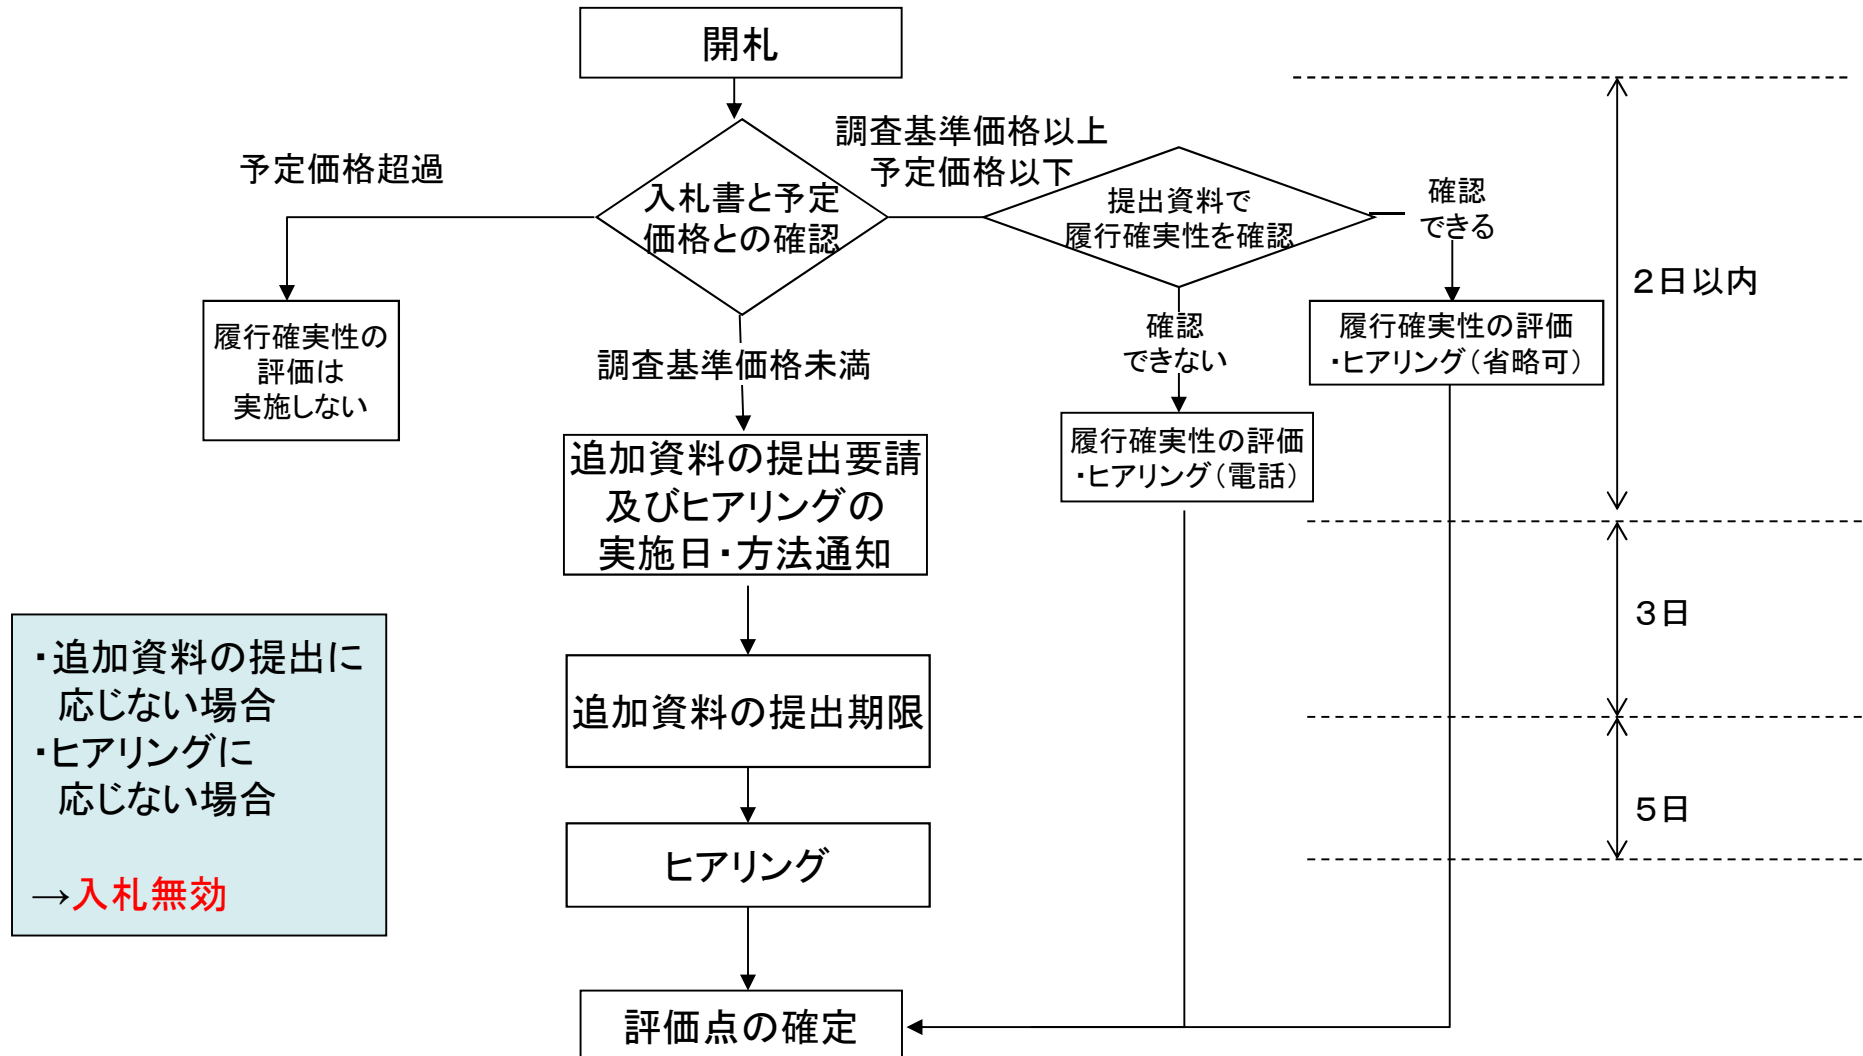 開札
調査基準価格以上
予定価格以下
予定価格超過
入札書と予定
価格との確認
提出資料で
履行確実性を確認
確認
できる
2日以内
履行確実性の
評価は
実施しない
調査基準価格未満
確認
できない
履行確実性の評価
・ヒアリング（省略可）
追加資料の提出要請
及びヒアリングの
実施日・方法通知
履行確実性の評価
・ヒアリング（電話）
3日
・追加資料の提出に
応じない場合
・ヒアリングに
応じない場合
→入札無効
追加資料の提出期限
5日
ヒアリング
評価点の確定